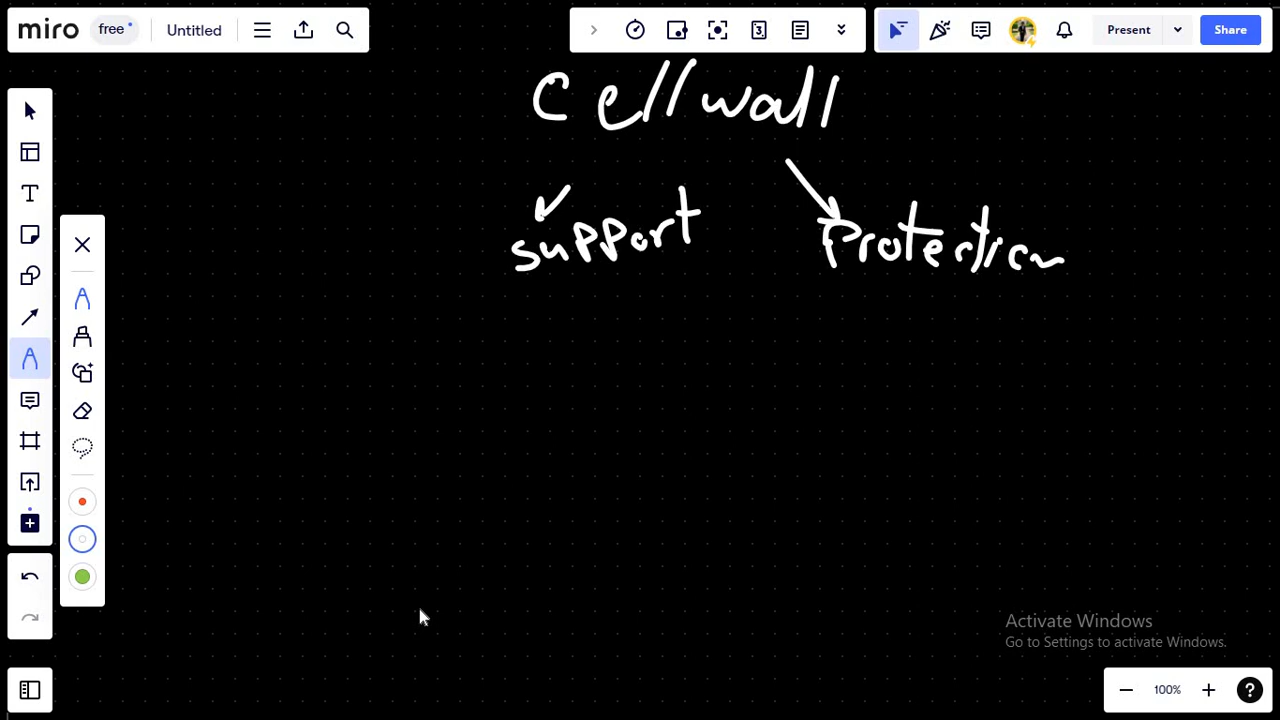 miro free Untitled Present Share
Cell wall
support Protection
Activate Windows
Go to Settings to activate Windows.
100%